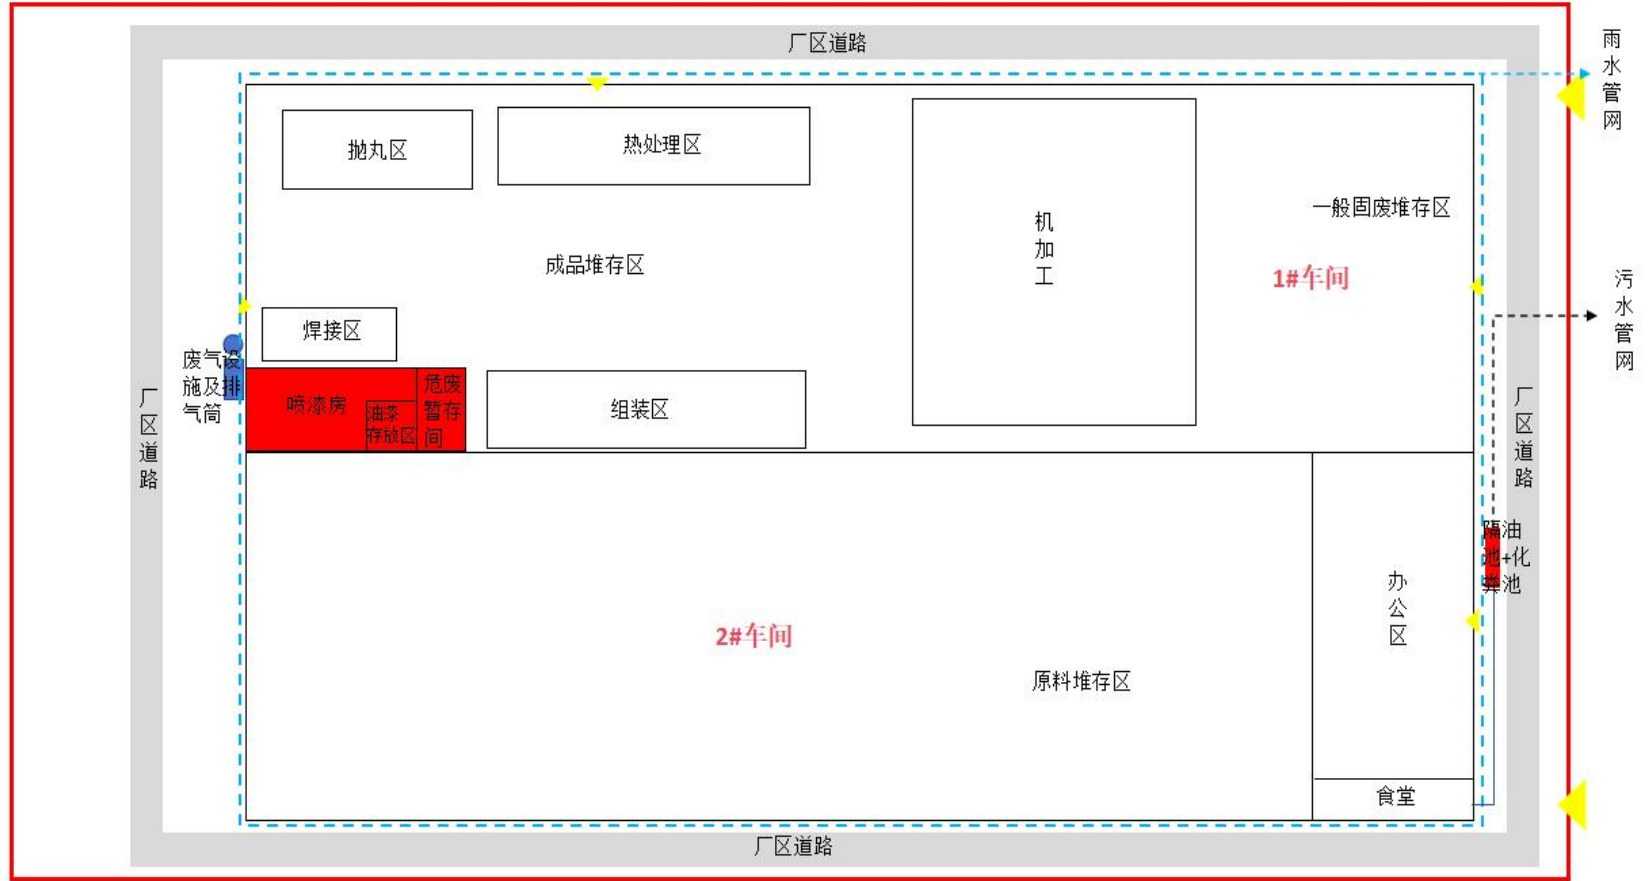 厂区道路
雨
水
管
网
抛丸区
热处理区
机
加
工
一般固废堆存区
成品堆存区
1#车间
污
水
管
网
焊接区
废气设
施及排
气筒
喷漆房
油漆
存放区
危废
暂存
间
组装区
厂
区
道
路
厂
区
道
路
隔油
池+化
粪池
办
公
区
2#车间
原料堆存区
食堂
厂区道路